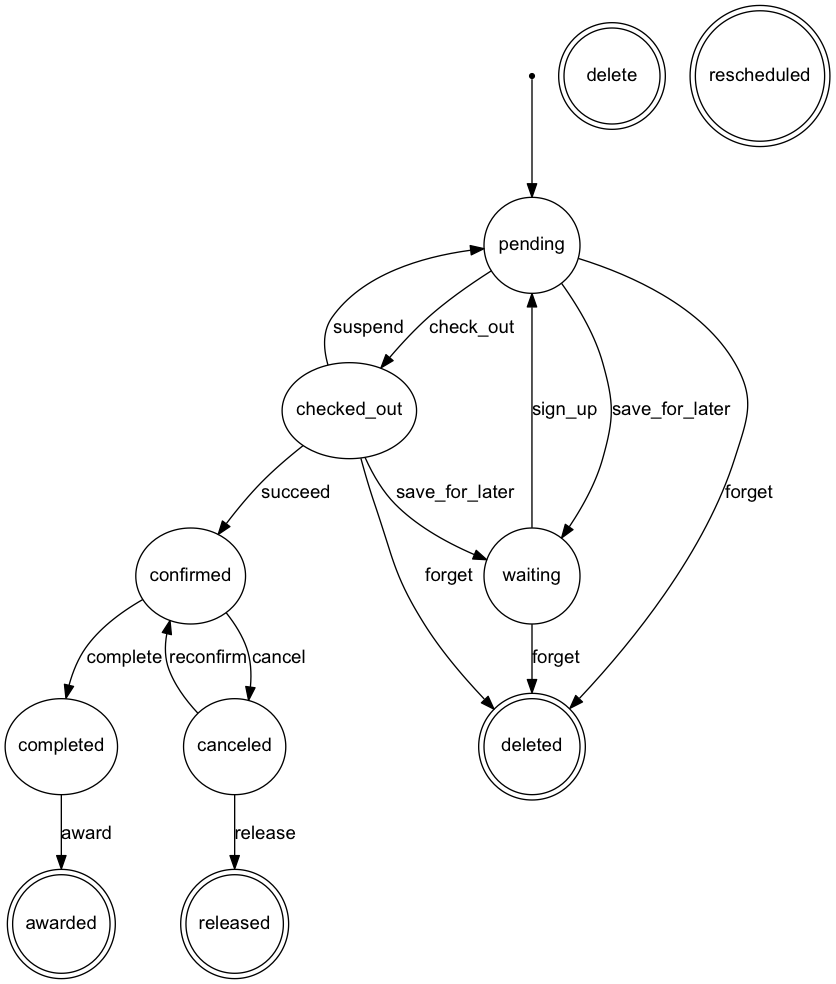 delete
rescheduled
pending
suspend
check_out
checked_out
sign_up
save_for_later
succeed
save_for_later
forget
confirmed
forget
waiting
complete
reconfirm
cancel
forget
completed
canceled
deleted
award
release
awarded
released